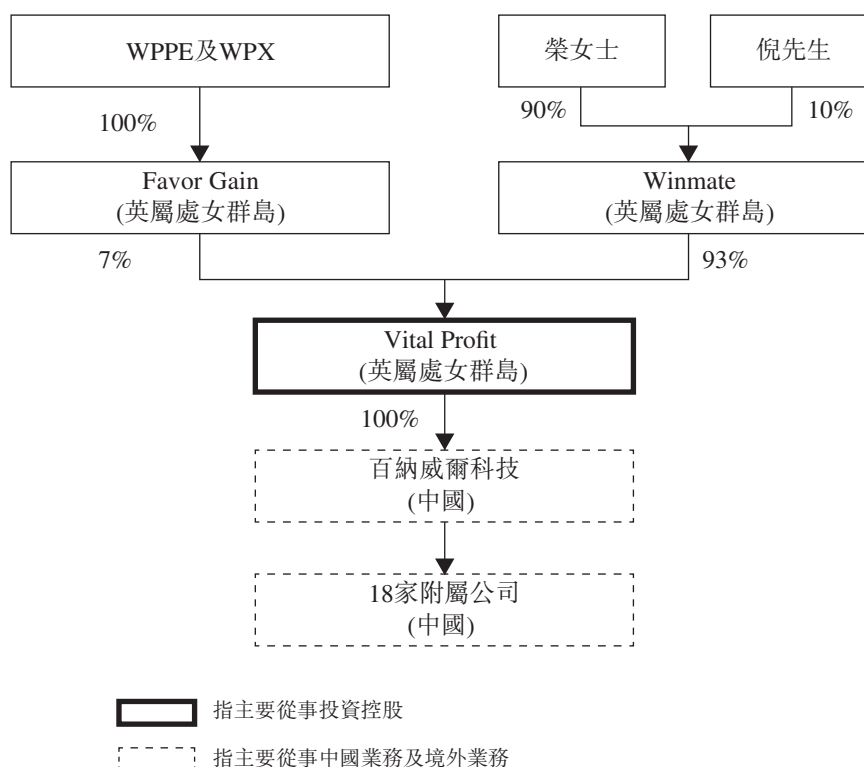 WPPE及WPX
榮女士
倪先生
100%
90%
10%
Favor Gain
(英屬處女群島)
Winmate
(英屬處女群島)
7%
93%
Vital Profit
(英屬處女群島)
100%
百納威爾科技
(中國)
18家附屬公司
(中國)
指主要從事投資控股
指主要從事中國業務及境外業務